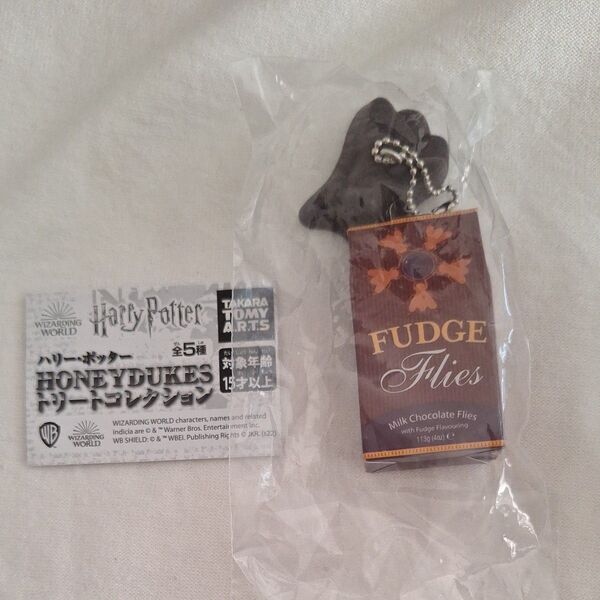 WIZARDING
WORLD
Harry Potter
TAKARA
TOMY
A.R.T.S
ハリー・ポッター
全5種
HONEYDUKES
トリートコレクション
対象年齢
15才以上
WB
WIZARDING
WORLD
WIZARDING WORLD characters, names and related
indicia are © & ™ Warner Bros. Entertainment Inc.
WB SHIELD: © & ™ WBEI. Publishing Rights © JKR. (s22)
FUDGE
Flies
Milk Chocolate Flies
with Fudge Flavouring
113g (4oz) e